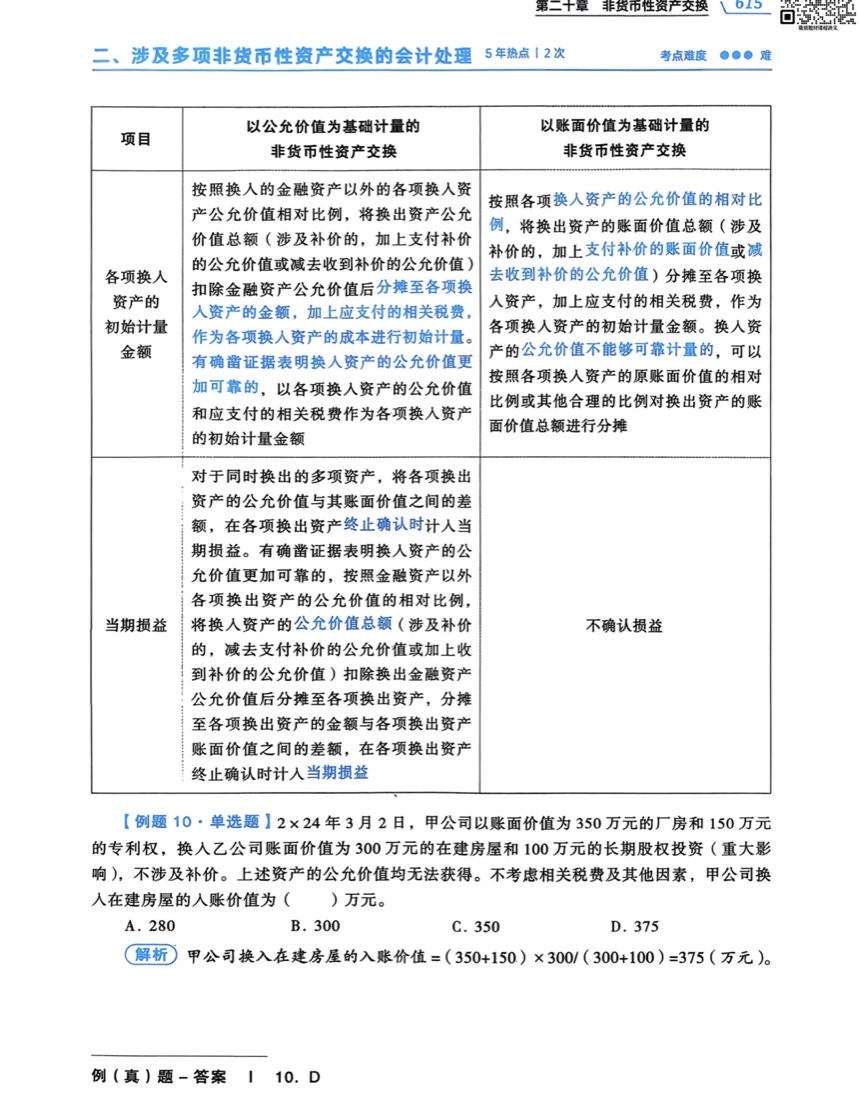 第二十章 非货币性资产交换 615
二、涉及多项非货币性资产交换的会计处理 5年热点｜2次 考点难度 ●●● 难
项目
以公允价值为基础计量的
非货币性资产交换
以账面价值为基础计量的
非货币性资产交换
各项换入
资产的
初始计量
金额
按照换入的金融资产以外的各项换入资
产公允价值相对比例，将换出资产公允
价值总额（涉及补价的，加上支付补价
的公允价值或减去收到补价的公允价值）
扣除金融资产公允价值后分摊至各项换
入资产的金额，加上应支付的相关税费，
作为各项换入资产的成本进行初始计量。
有确凿证据表明换入资产的公允价值更
加可靠的，以各项换入资产的公允价值
和应支付的相关税费作为各项换入资产
的初始计量金额
按照各项换入资产的公允价值的相对比
例，将换出资产的账面价值总额（涉及
补价的，加上支付补价的账面价值或减
去收到补价的公允价值）分摊至各项换
入资产，加上应支付的相关税费，作为
各项换入资产的初始计量金额。换入资
产的公允价值不能够可靠计量的，可以
按照各项换入资产的原账面价值的相对
比例或其他合理的比例对换出资产的账
面价值总额进行分摊
当期损益
对于同时换出的多项资产，将各项换出
资产的公允价值与其账面价值之间的差
额，在各项换出资产终止确认时计入当
期损益。有确凿证据表明换入资产的公
允价值更加可靠的，按照金融资产以外
各项换出资产的公允价值的相对比例，
将换入资产的公允价值总额（涉及补价
的，减去支付补价的公允价值或加上收
到补价的公允价值）扣除换出金融资产
公允价值后分摊至各项换出资产，分摊
至各项换出资产的金额与各项换出资产
账面价值之间的差额，在各项换出资产
终止确认时计入当期损益
不确认损益
【例题 10·单选题】2×24 年 3 月 2 日，甲公司以账面价值为 350 万元的厂房和 150 万元
的专利权，换入乙公司账面价值为 300 万元的在建房屋和 100 万元的长期股权投资（重大影
响），不涉及补价。上述资产的公允价值均无法获得。不考虑相关税费及其他因素，甲公司换
入在建房屋的入账价值为（ ）万元。
A. 280 B. 300 C. 350 D. 375
解析 甲公司换入在建房屋的入账价值 =（350+150）× 300/（300+100）=375（万元）。
例（真）题 – 答案 | 10. D